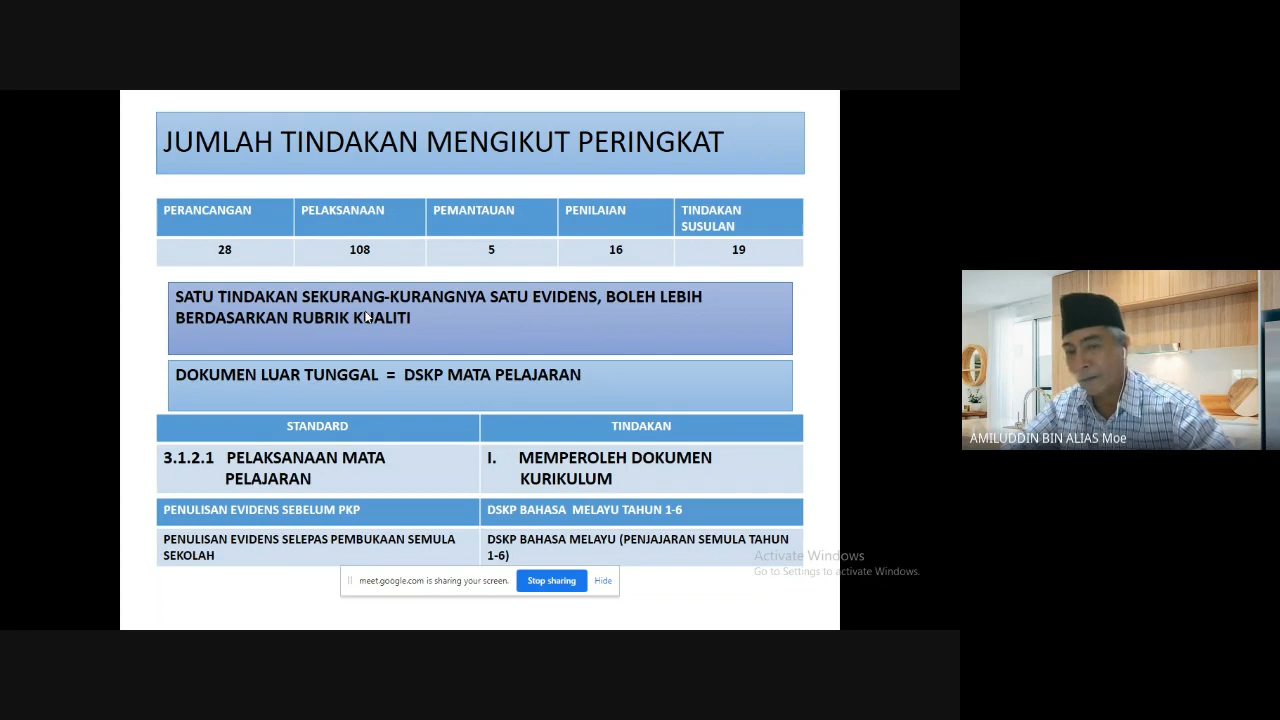 JUMLAH TINDAKAN MENGIKUT PERINGKAT
PERANCANGAN PELAKSANAAN PEMANTAUAN PENILAIAN TINDAKAN
SUSULAN
28 108 5 16 19
SATU TINDAKAN SEKURANG-KURANGNYA SATU EVIDENS, BOLEH LEBIH
BERDASARKAN RUBRIK KUALITI
DOKUMEN LUAR TUNGGAL = DSKP MATA PELAJARAN
STANDARD TINDAKAN
3.1.2.1 PELAKSANAAN MATA
PELAJARAN
I. MEMPEROLEH DOKUMEN
KURIKULUM
PENULISAN EVIDENS SEBELUM PKP DSKP BAHASA MELAYU TAHUN 1-6
PENULISAN EVIDENS SELEPAS PEMBUKAAN SEMULA
SEKOLAH
DSKP BAHASA MELAYU (PENJAJARAN SEMULA TAHUN
1-6)
Activate Windows
Go to Settings to activate Windows.
meet.google.com is sharing your screen. Stop sharing Hide
AMILUDDIN BIN ALIAS Moe